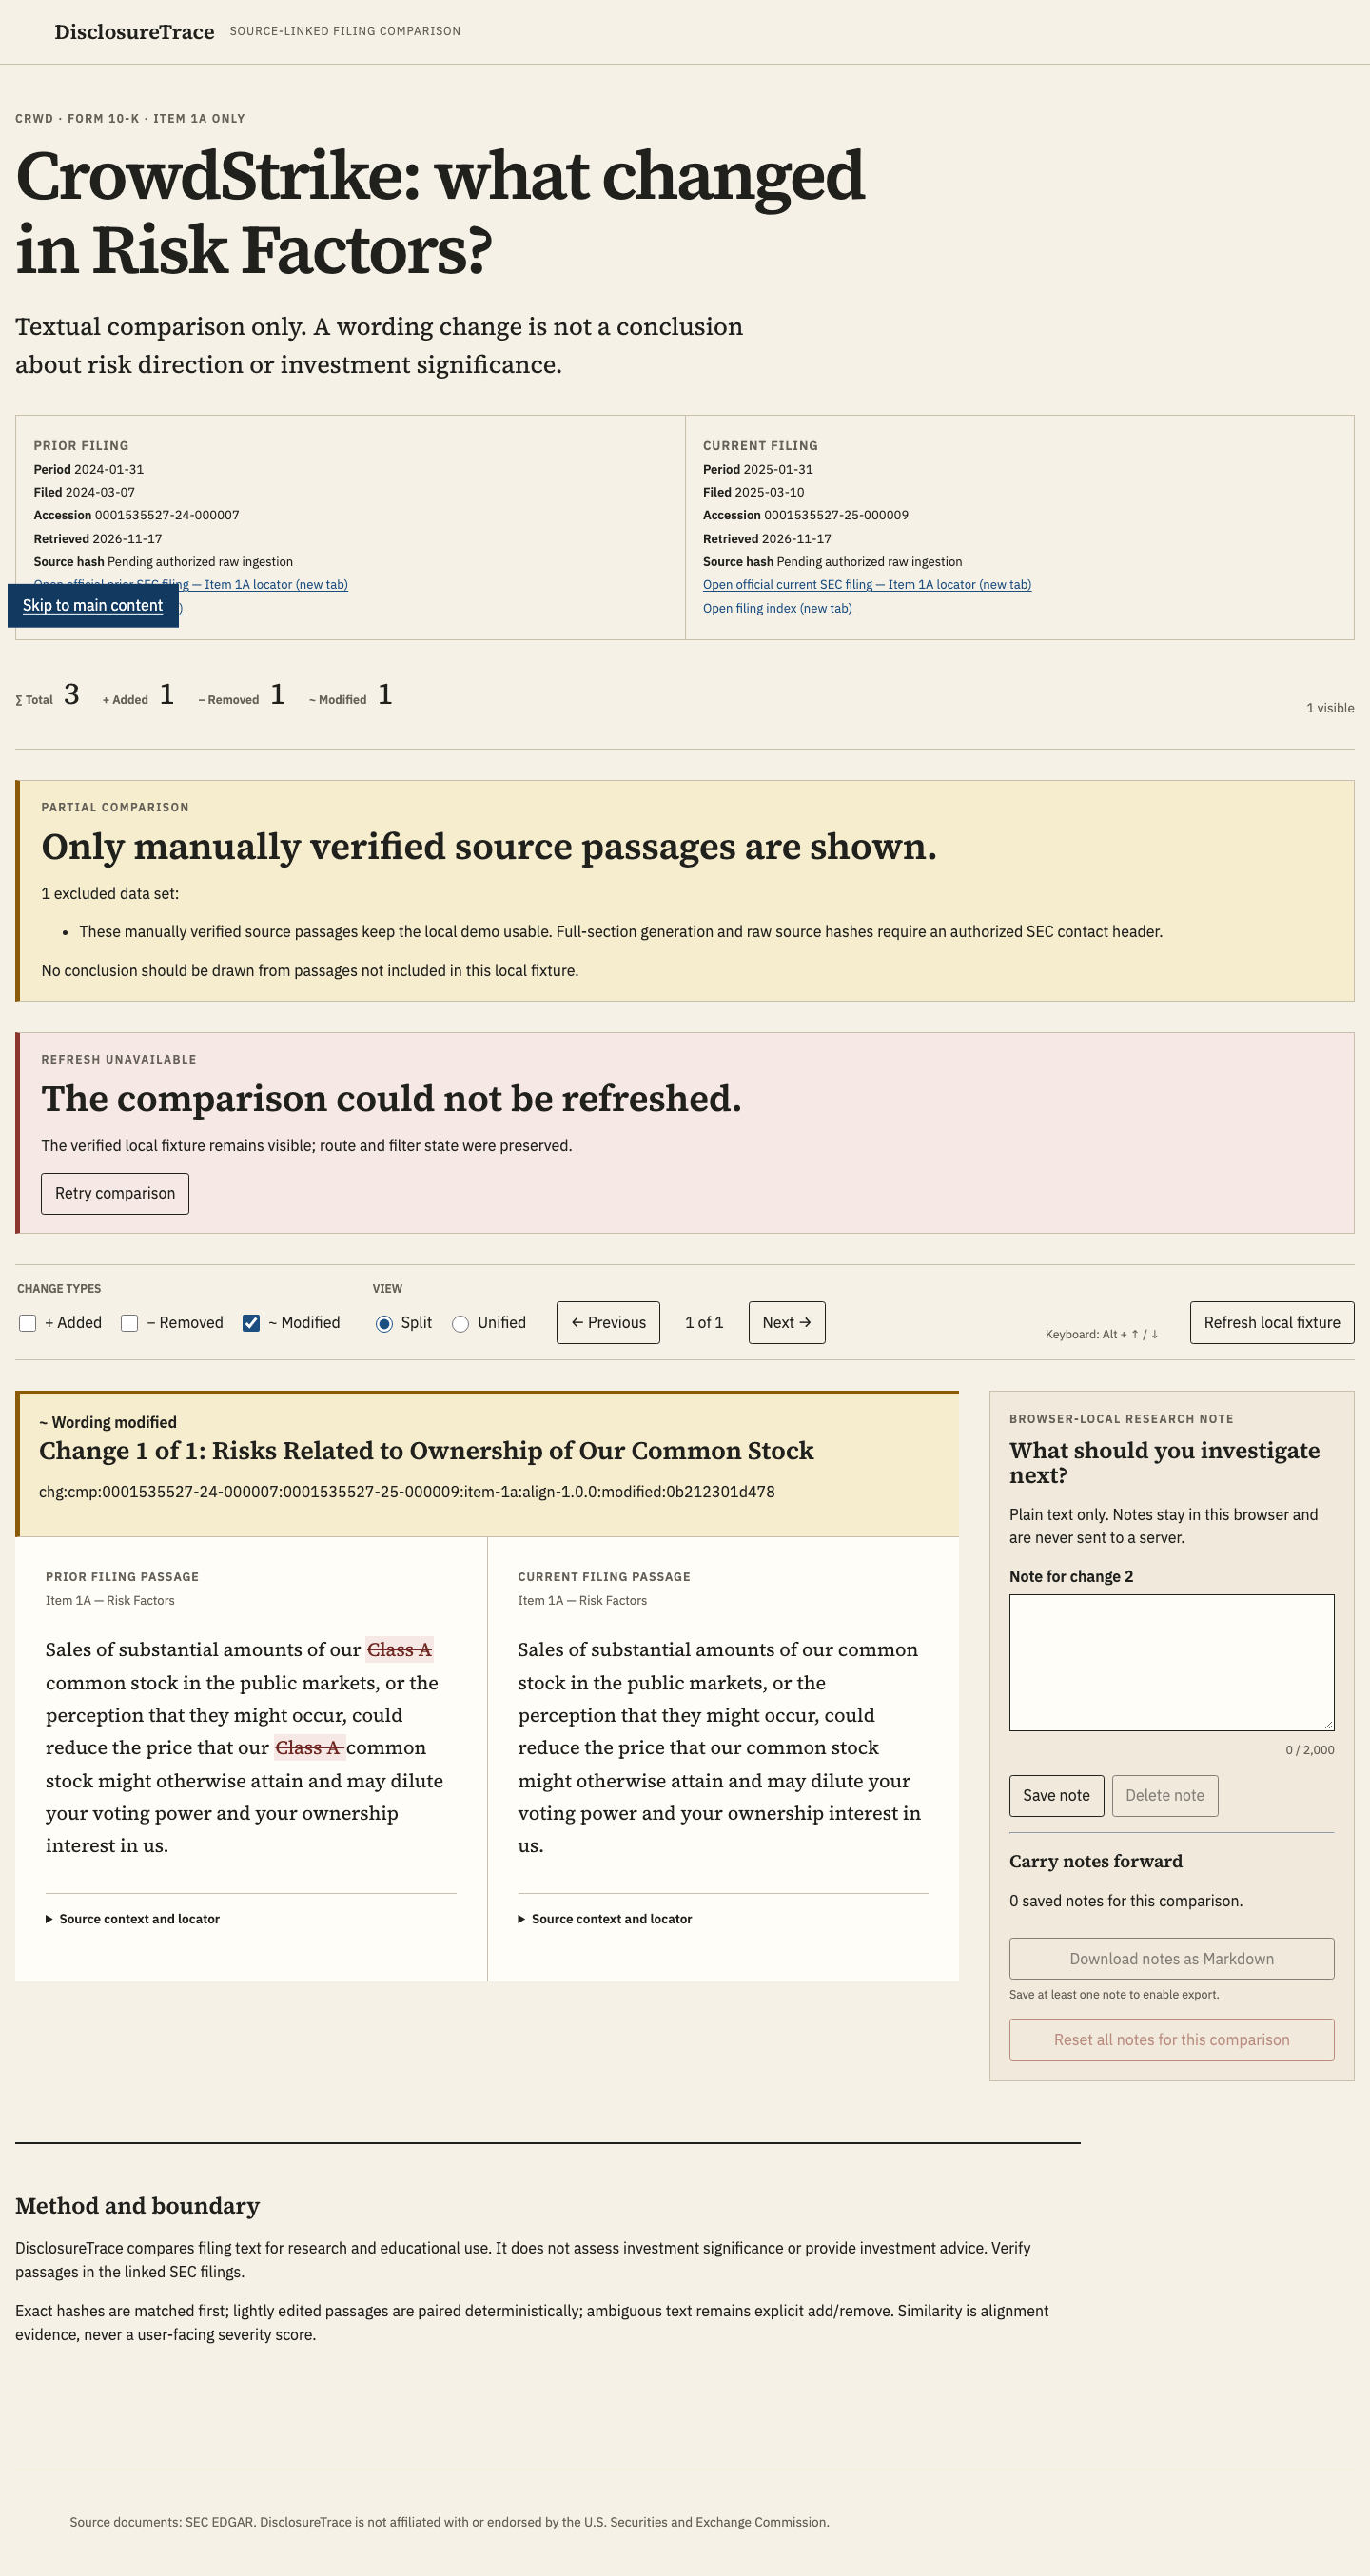 DisclosureTrace SOURCE-LINKED FILING COMPARISON
CRWD · FORM 10-K · ITEM 1A ONLY
CrowdStrike: what changed
in Risk Factors?
Textual comparison only. A wording change is not a conclusion
about risk direction or investment significance.
PRIOR FILING
Period 2024-01-31
Filed 2024-03-07
Accession 0001535527-24-000007
Retrieved 2026-11-17
Source hash Pending authorized raw ingestion
Open official prior SEC filing — Item 1A locator (new tab)
Skip to main content
)
CURRENT FILING
Period 2025-01-31
Filed 2025-03-10
Accession 0001535527-25-000009
Retrieved 2026-11-17
Source hash Pending authorized raw ingestion
Open official current SEC filing — Item 1A locator (new tab)
Open filing index (new tab)
∑ Total 3 + Added 1 − Removed 1 ~ Modified 1
1 visible
PARTIAL COMPARISON
Only manually verified source passages are shown.
1 excluded data set:
• These manually verified source passages keep the local demo usable. Full-section generation and raw source hashes require an authorized SEC contact header.
No conclusion should be drawn from passages not included in this local fixture.
REFRESH UNAVAILABLE
The comparison could not be refreshed.
The verified local fixture remains visible; route and filter state were preserved.
Retry comparison
CHANGE TYPES
+ Added − Removed ~ Modified
VIEW
Split Unified
← Previous 1 of 1 Next →
Keyboard: Alt + ↑ / ↓
Refresh local fixture
~ Wording modified
Change 1 of 1: Risks Related to Ownership of Our Common Stock
chg:cmp:0001535527-24-000007:0001535527-25-000009:item-1a:align-1.0.0:modified:0b212301d478
PRIOR FILING PASSAGE
Item 1A — Risk Factors
Sales of substantial amounts of our Class A
common stock in the public markets, or the
perception that they might occur, could
reduce the price that our Class A common
stock might otherwise attain and may dilute
your voting power and your ownership
interest in us.
▶ Source context and locator
CURRENT FILING PASSAGE
Item 1A — Risk Factors
Sales of substantial amounts of our common
stock in the public markets, or the
perception that they might occur, could
reduce the price that our common stock
might otherwise attain and may dilute your
voting power and your ownership interest in
us.
▶ Source context and locator
BROWSER-LOCAL RESEARCH NOTE
What should you investigate
next?
Plain text only. Notes stay in this browser and
are never sent to a server.
Note for change 2
0 / 2,000
Save note Delete note
Carry notes forward
0 saved notes for this comparison.
Download notes as Markdown
Save at least one note to enable export.
Reset all notes for this comparison
Method and boundary
DisclosureTrace compares filing text for research and educational use. It does not assess investment significance or provide investment advice. Verify
passages in the linked SEC filings.
Exact hashes are matched first; lightly edited passages are paired deterministically; ambiguous text remains explicit add/remove. Similarity is alignment
evidence, never a user-facing severity score.
Source documents: SEC EDGAR. DisclosureTrace is not affiliated with or endorsed by the U.S. Securities and Exchange Commission.